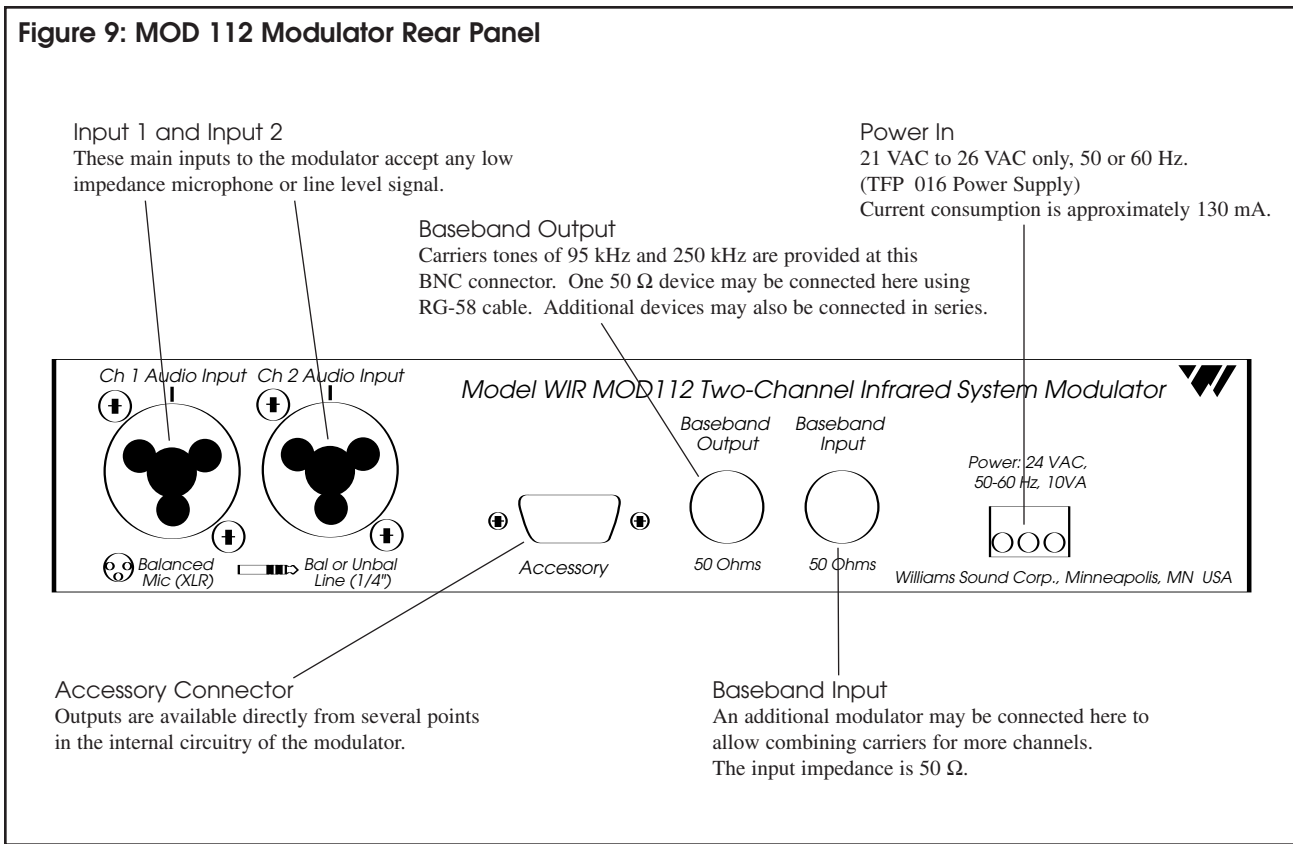 Figure 9: MOD 112 Modulator Rear Panel
Input 1 and Input 2
These main inputs to the modulator accept any low
impedance microphone or line level signal.
Power In
21 VAC to 26 VAC only, 50 or 60 Hz.
(TFP 016 Power Supply)
Current consumption is approximately 130 mA.
Baseband Output
Carriers tones of 95 kHz and 250 kHz are provided at this
BNC connector. One 50 Ω device may be connected here using
RG-58 cable. Additional devices may also be connected in series.
Ch 1 Audio Input
Ch 2 Audio Input
Model WIR MOD112 Two-Channel Infrared System Modulator
Baseband
Output
Baseband
Input
Power: 24 VAC,
50-60 Hz, 10VA
Balanced
Mic (XLR)
Bal or Unbal
Line (1/4")
Accessory
50 Ohms
50 Ohms
Williams Sound Corp., Minneapolis, MN USA
Accessory Connector
Outputs are available directly from several points
in the internal circuitry of the modulator.
Baseband Input
An additional modulator may be connected here to
allow combining carriers for more channels.
The input impedance is 50 Ω.